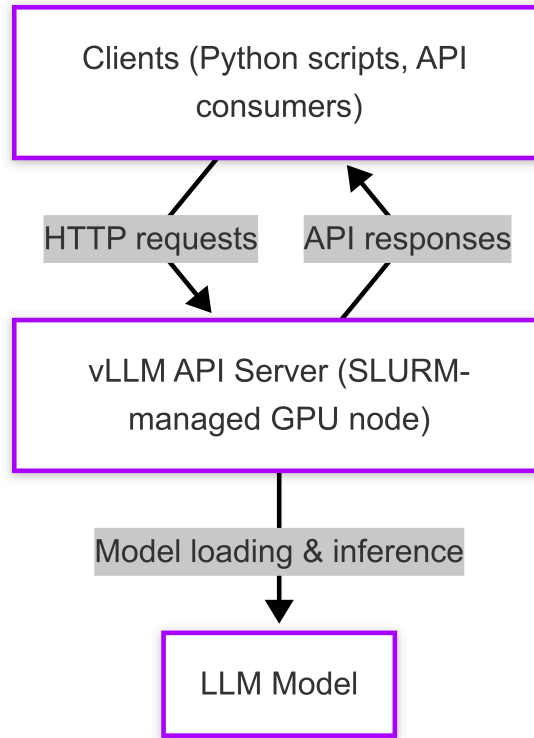 Clients (Python scripts, API
consumers)
HTTP requests
API responses
vLLM API Server (SLURM-
managed GPU node)
Model loading & inference
LLM Model